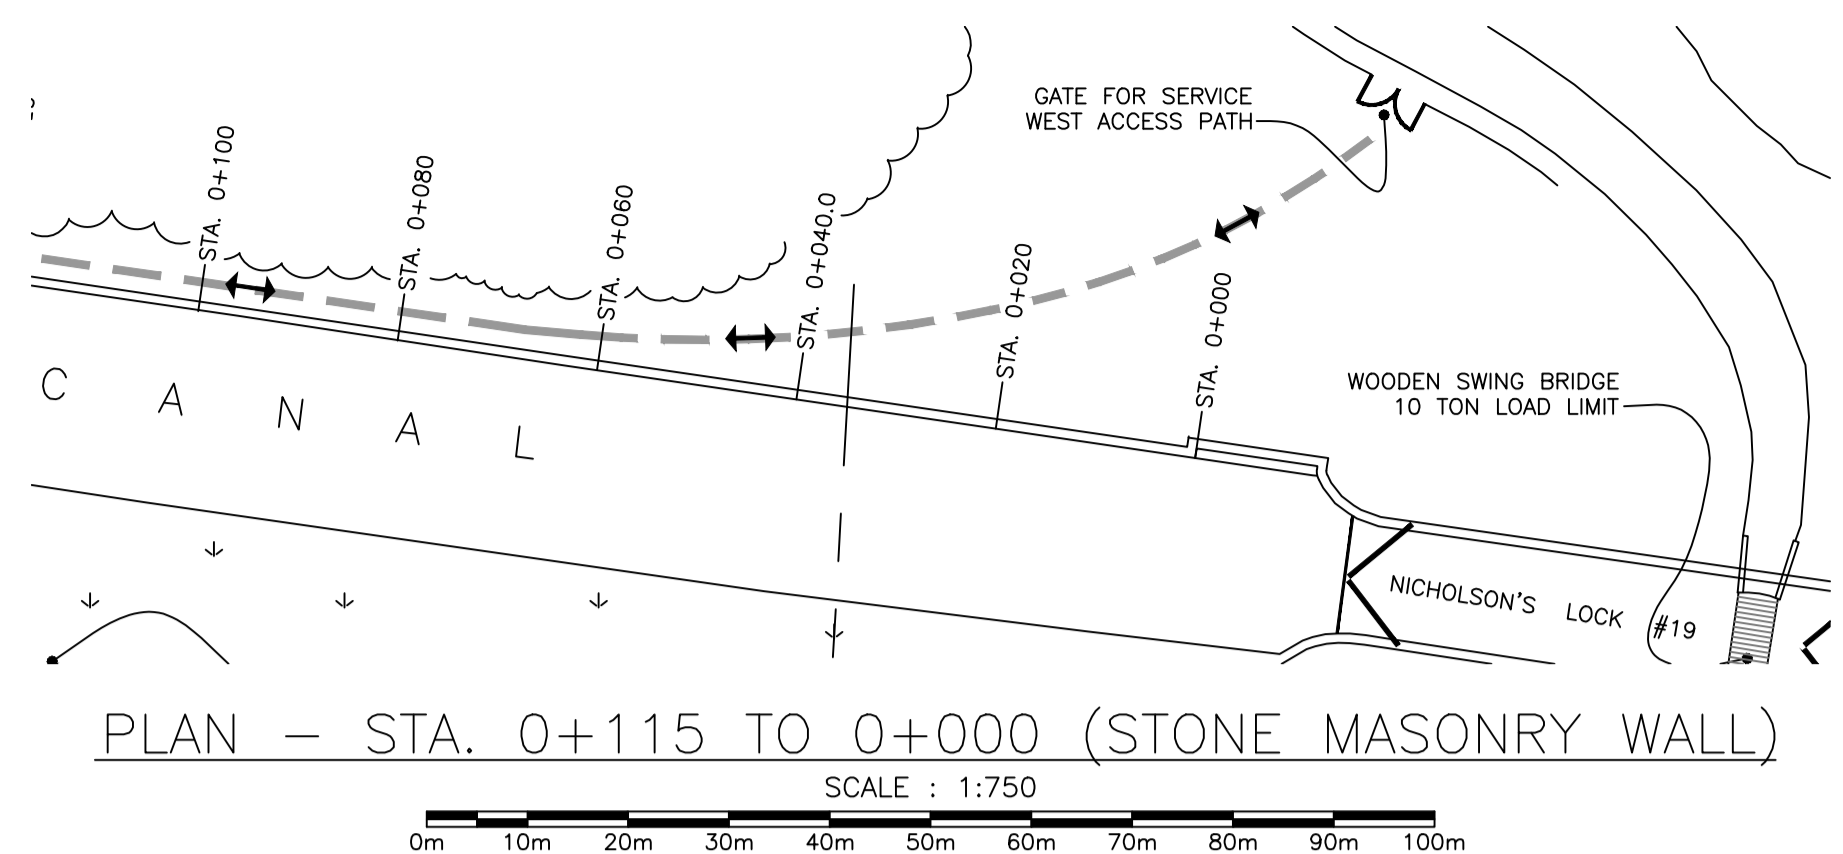 GATE FOR SERVICE
WEST ACCESS PATH
STA. 0+100
STA. 0+080
STA. 0+060
STA. 0+040.0
STA. 0+020
STA. 0+000
WOODEN SWING BRIDGE
10 TON LOAD LIMIT
CANAL
NICHOLSON'S LOCK #19
PLAN – STA. 0+115 TO 0+000 (STONE MASONRY WALL)
SCALE : 1:750
0m 10m 20m 30m 40m 50m 60m 70m 80m 90m 100m